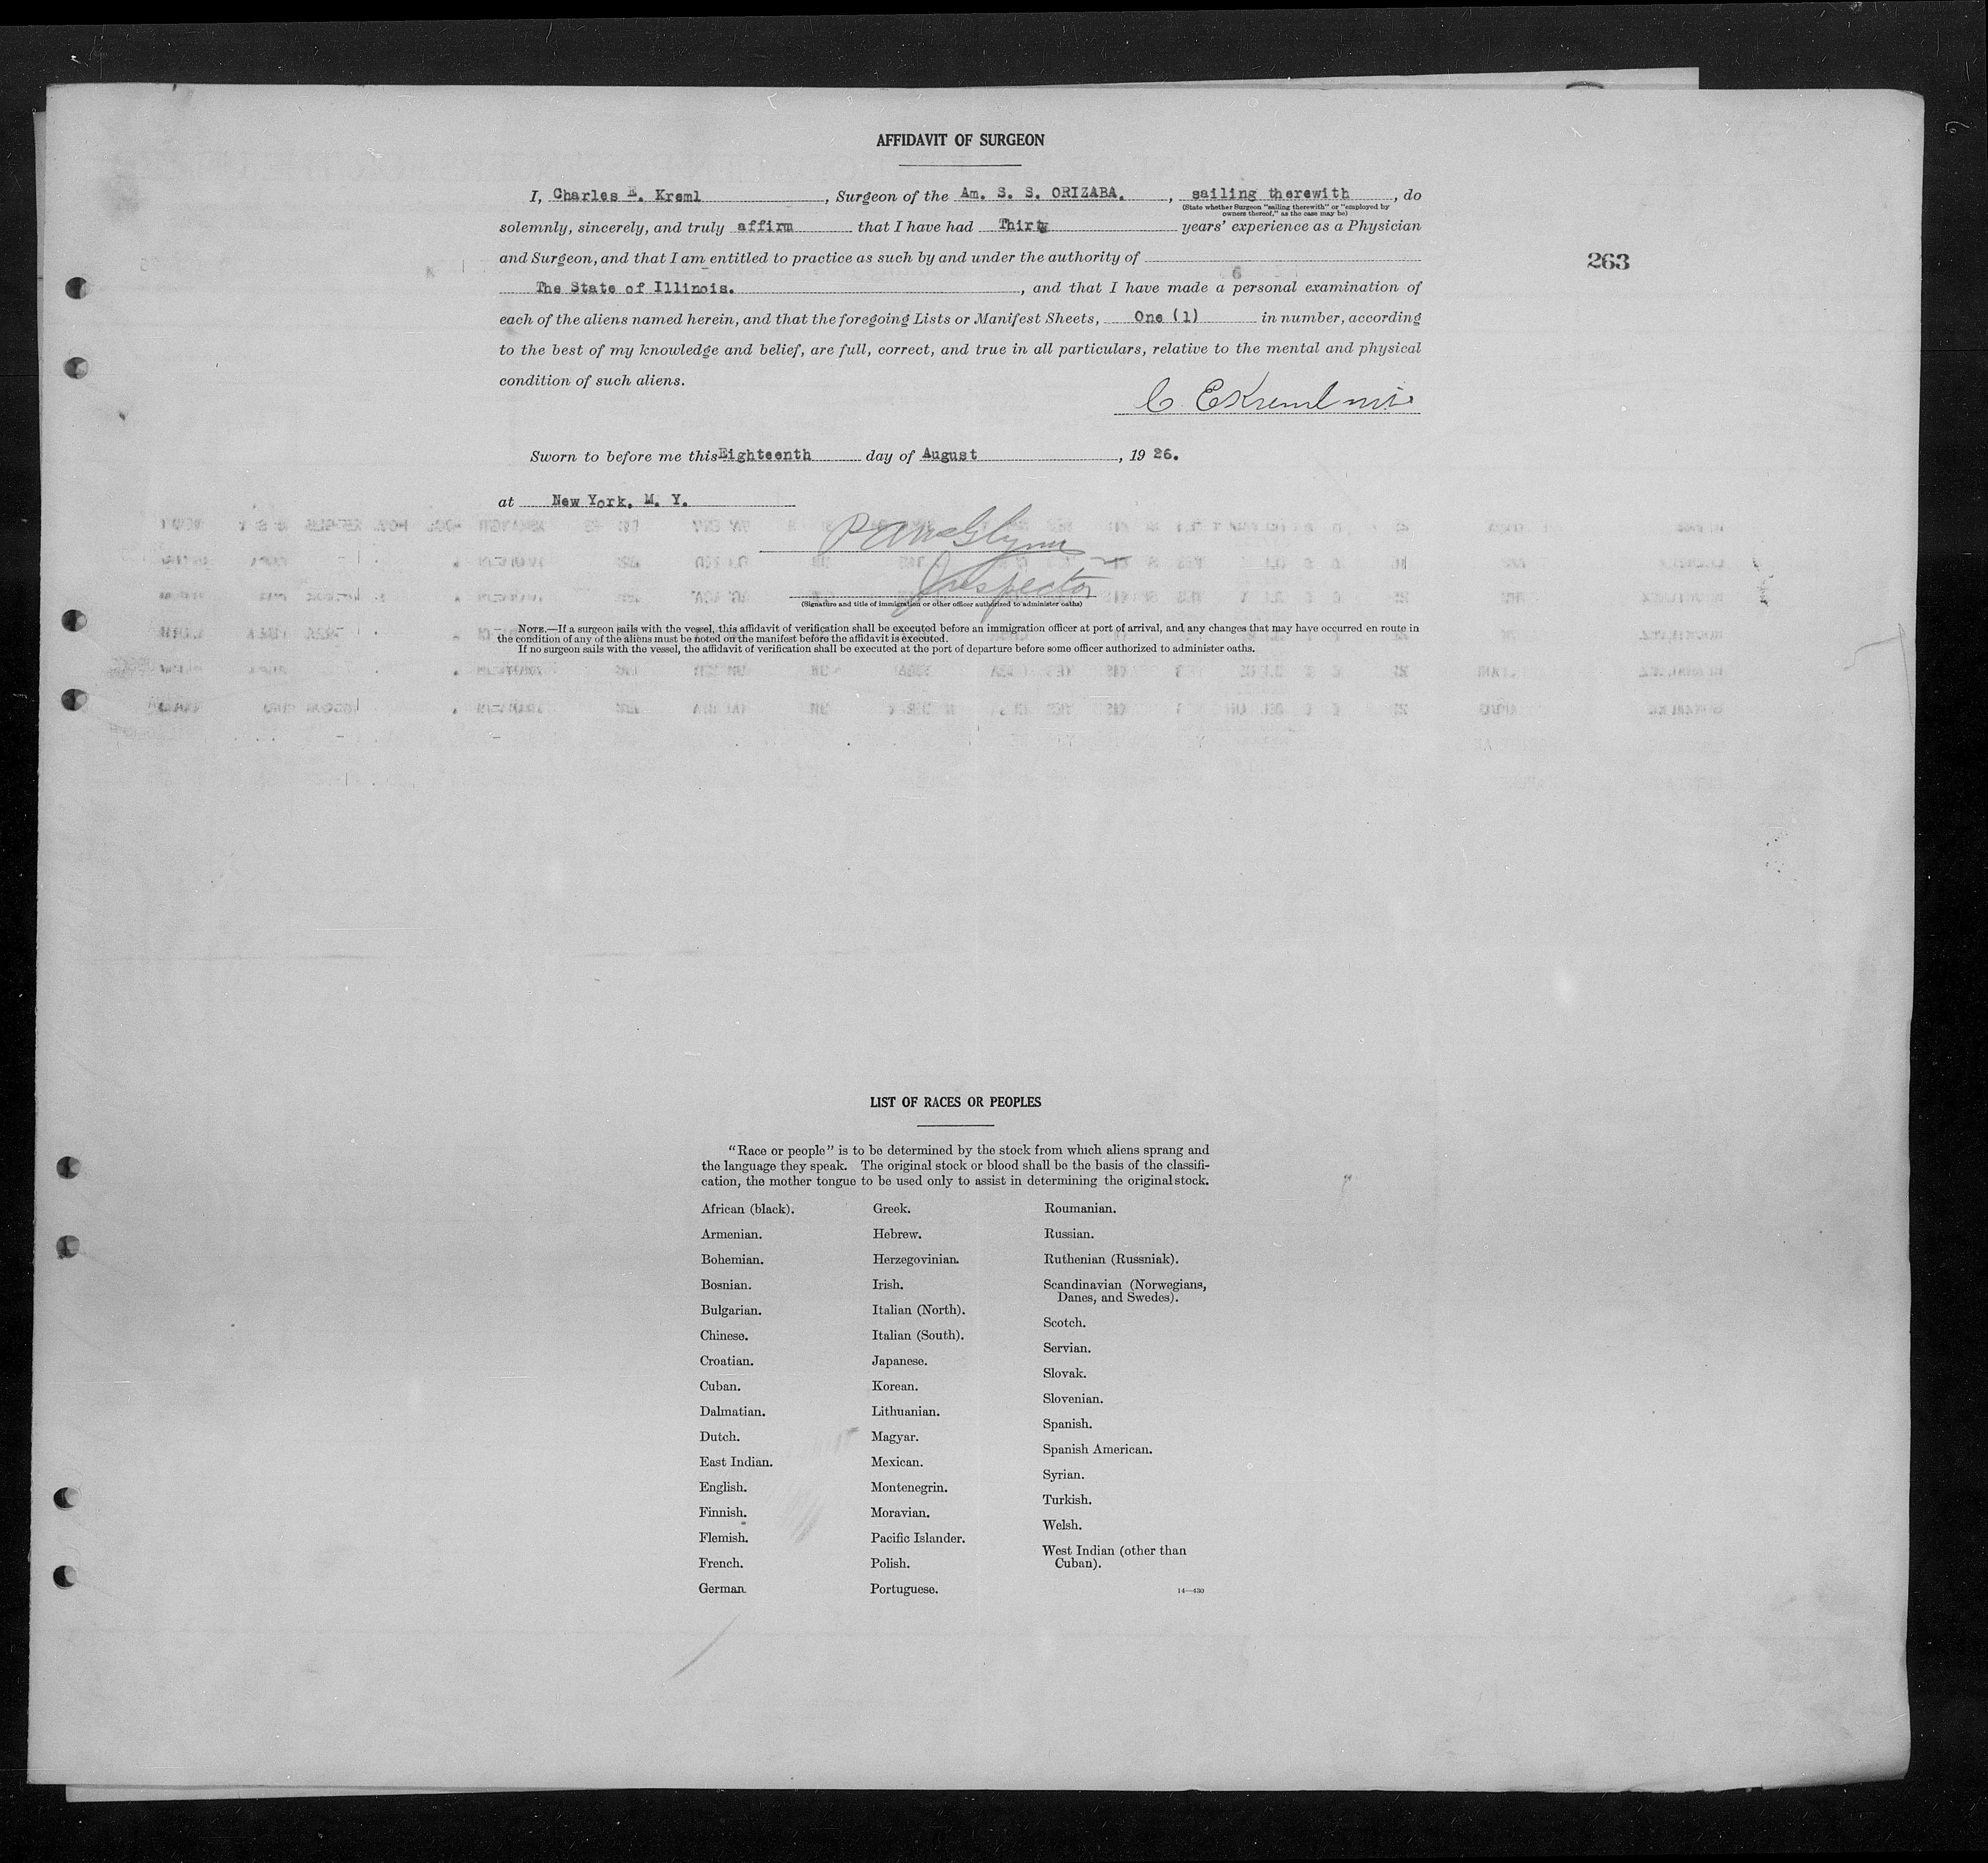 AFFIDAVIT OF SURGEON
I, Charles E. Kreml, Surgeon of the Am. S. S. ORIZABA., sailing therewith, do
(State whether Surgeon "sailing therewith" or "employed by
owners thereof," as the case may be)
solemnly, sincerely, and truly affirm that I have had Thirty years' experience as a Physician
and Surgeon, and that I am entitled to practice as such by and under the authority of
263
6
The State of Illinois., and that I have made a personal examination of
each of the aliens named herein, and that the foregoing Lists or Manifest Sheets, One (1) in number, according
to the best of my knowledge and belief, are full, correct, and true in all particulars, relative to the mental and physical
condition of such aliens.
C E Kreml
Sworn to before me this Eighteenth day of August, 19 26.
at New York, M. Y.
Inspector
(Signature and title of immigration or other officer authorized to administer oaths)
NOTE.—If a surgeon sails with the vessel, this affidavit of verification shall be executed before an immigration officer at port of arrival, and any changes that may have occurred en route in
the condition of any of the aliens must be noted on the manifest before the affidavit is executed.
If no surgeon sails with the vessel, the affidavit of verification shall be executed at the port of departure before some officer authorized to administer oaths.
LIST OF RACES OR PEOPLES
"Race or people" is to be determined by the stock from which aliens sprang and
the language they speak. The original stock or blood shall be the basis of the classifi-
cation, the mother tongue to be used only to assist in determining the original stock.
African (black).
Armenian.
Bohemian.
Bosnian.
Bulgarian.
Chinese.
Croatian.
Cuban.
Dalmatian.
Dutch.
East Indian.
English.
Finnish.
Flemish.
French.
German
Greek.
Hebrew.
Herzegovinian.
Irish.
Italian (North).
Italian (South).
Japanese.
Korean.
Lithuanian.
Magyar.
Mexican.
Montenegrin.
Moravian.
Pacific Islander.
Polish.
Portuguese.
Roumanian.
Russian.
Ruthenian (Russniak).
Scandinavian (Norwegians,
Danes, and Swedes).
Scotch.
Servian.
Slovak.
Slovenian.
Spanish.
Spanish American.
Syrian.
Turkish.
Welsh.
West Indian (other than
Cuban).
14—430